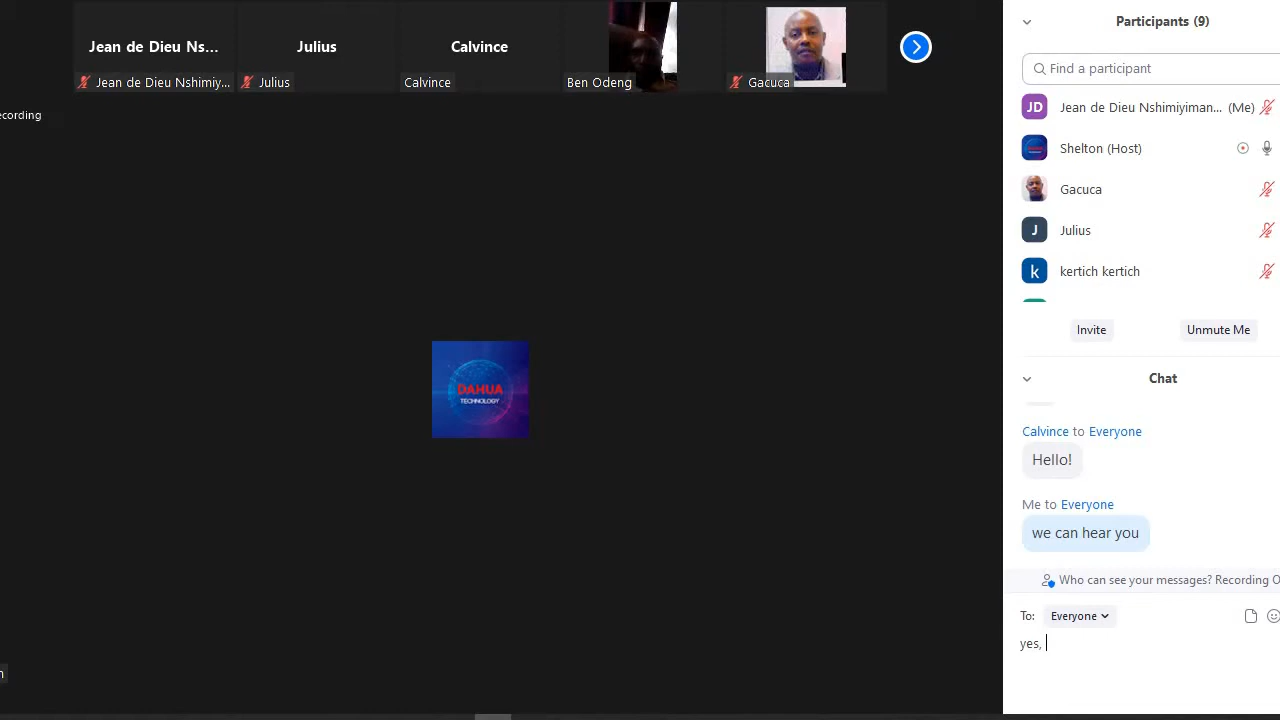 Jean de Dieu Ns...
Julius
Calvince
Jean de Dieu Nshimiy...
Julius
Calvince
Ben Odeng
Gacuca
ecording
DAHUA
TECHNOLOGY
n
Participants (9)
Find a participant
JD
Jean de Dieu Nshimiyiman... (Me)
Shelton (Host)
Gacuca
J
Julius
k
kertich kertich
Invite
Unmute Me
Chat
Calvince to Everyone
Hello!
Me to Everyone
we can hear you
Who can see your messages? Recording O
To:
Everyone
yes,